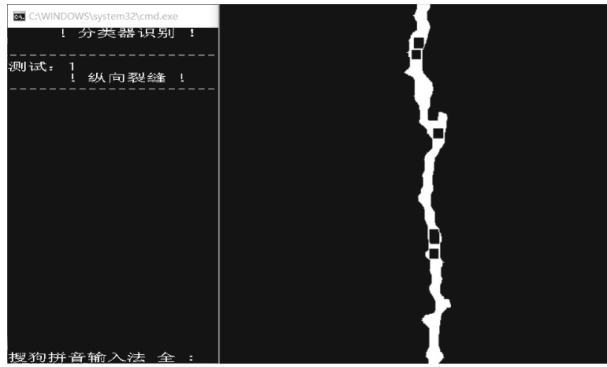 C:\WINDOWS\system32\cmd.exe
! 分类器识别 !
测试: 1
! 纵向裂缝 !
搜狗拼音输入法 全 :